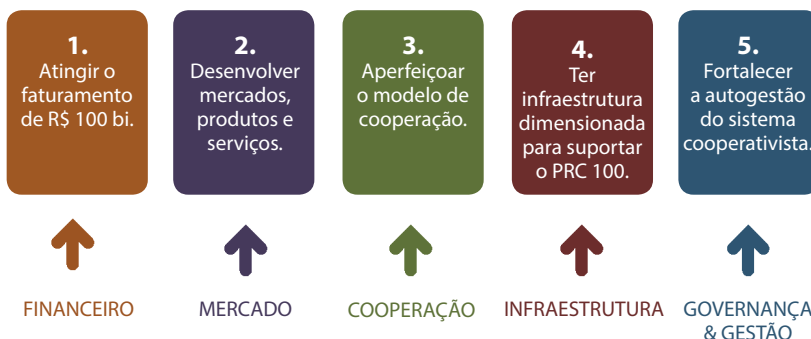 1.
Atingir o
faturamento
de R$ 100 bi.
2.
Desenvolver
mercados,
produtos e
serviços.
3.
Aperfeiçoar
o modelo de
cooperação.
4.
Ter
infraestrutura
dimensionada
para suportar
o PRC 100.
5.
Fortalecer
a autogestão
do sistema
cooperativista.
FINANCEIRO
MERCADO
COOPERAÇÃO
INFRAESTRUTURA
GOVERNANÇA
& GESTÃO